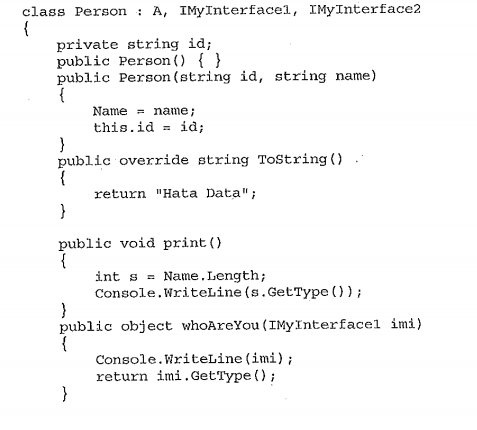 class Person : A, IMyInterface1, IMyInterface2
{
private string id;
public Person() { }
public Person(string id, string name)
{
Name = name;
this.id = id;
}
public override string ToString()
{
return "Hata Data";
}
public void print()
{
int s = Name.Length;
Console.WriteLine(s.GetType());
}
public object whoAreYou(IMyInterface1 imi)
{
Console.WriteLine(imi);
return imi.GetType();
}